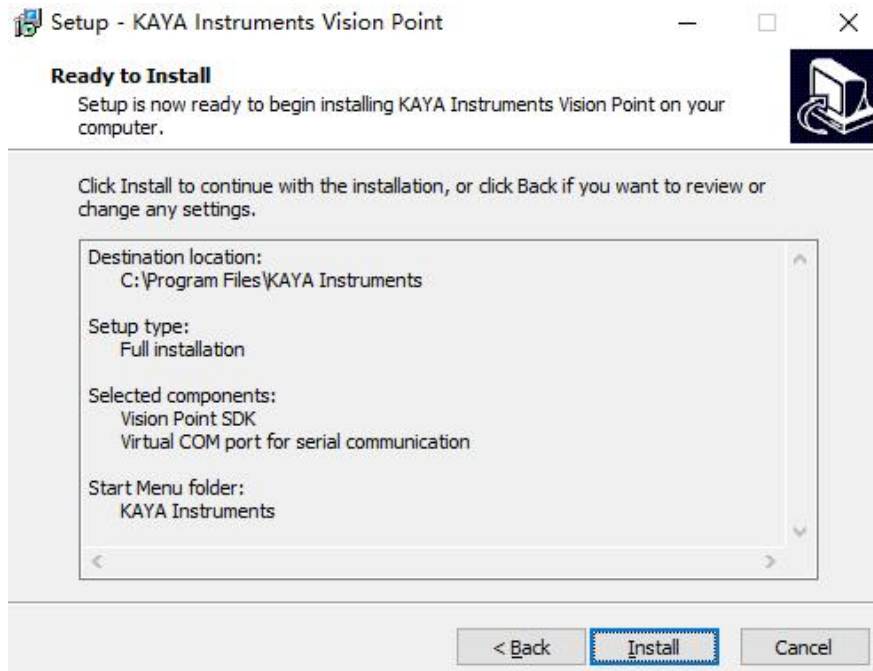 Setup - KAYA Instruments Vision Point
Ready to Install
Setup is now ready to begin installing KAYA Instruments Vision Point on your
computer.
Click Install to continue with the installation, or click Back if you want to review or
change any settings.
Destination location:
C:\Program Files\KAYA Instruments
Setup type:
Full installation
Selected components:
Vision Point SDK
Virtual COM port for serial communication
Start Menu folder:
KAYA Instruments
< Back
Install
Cancel